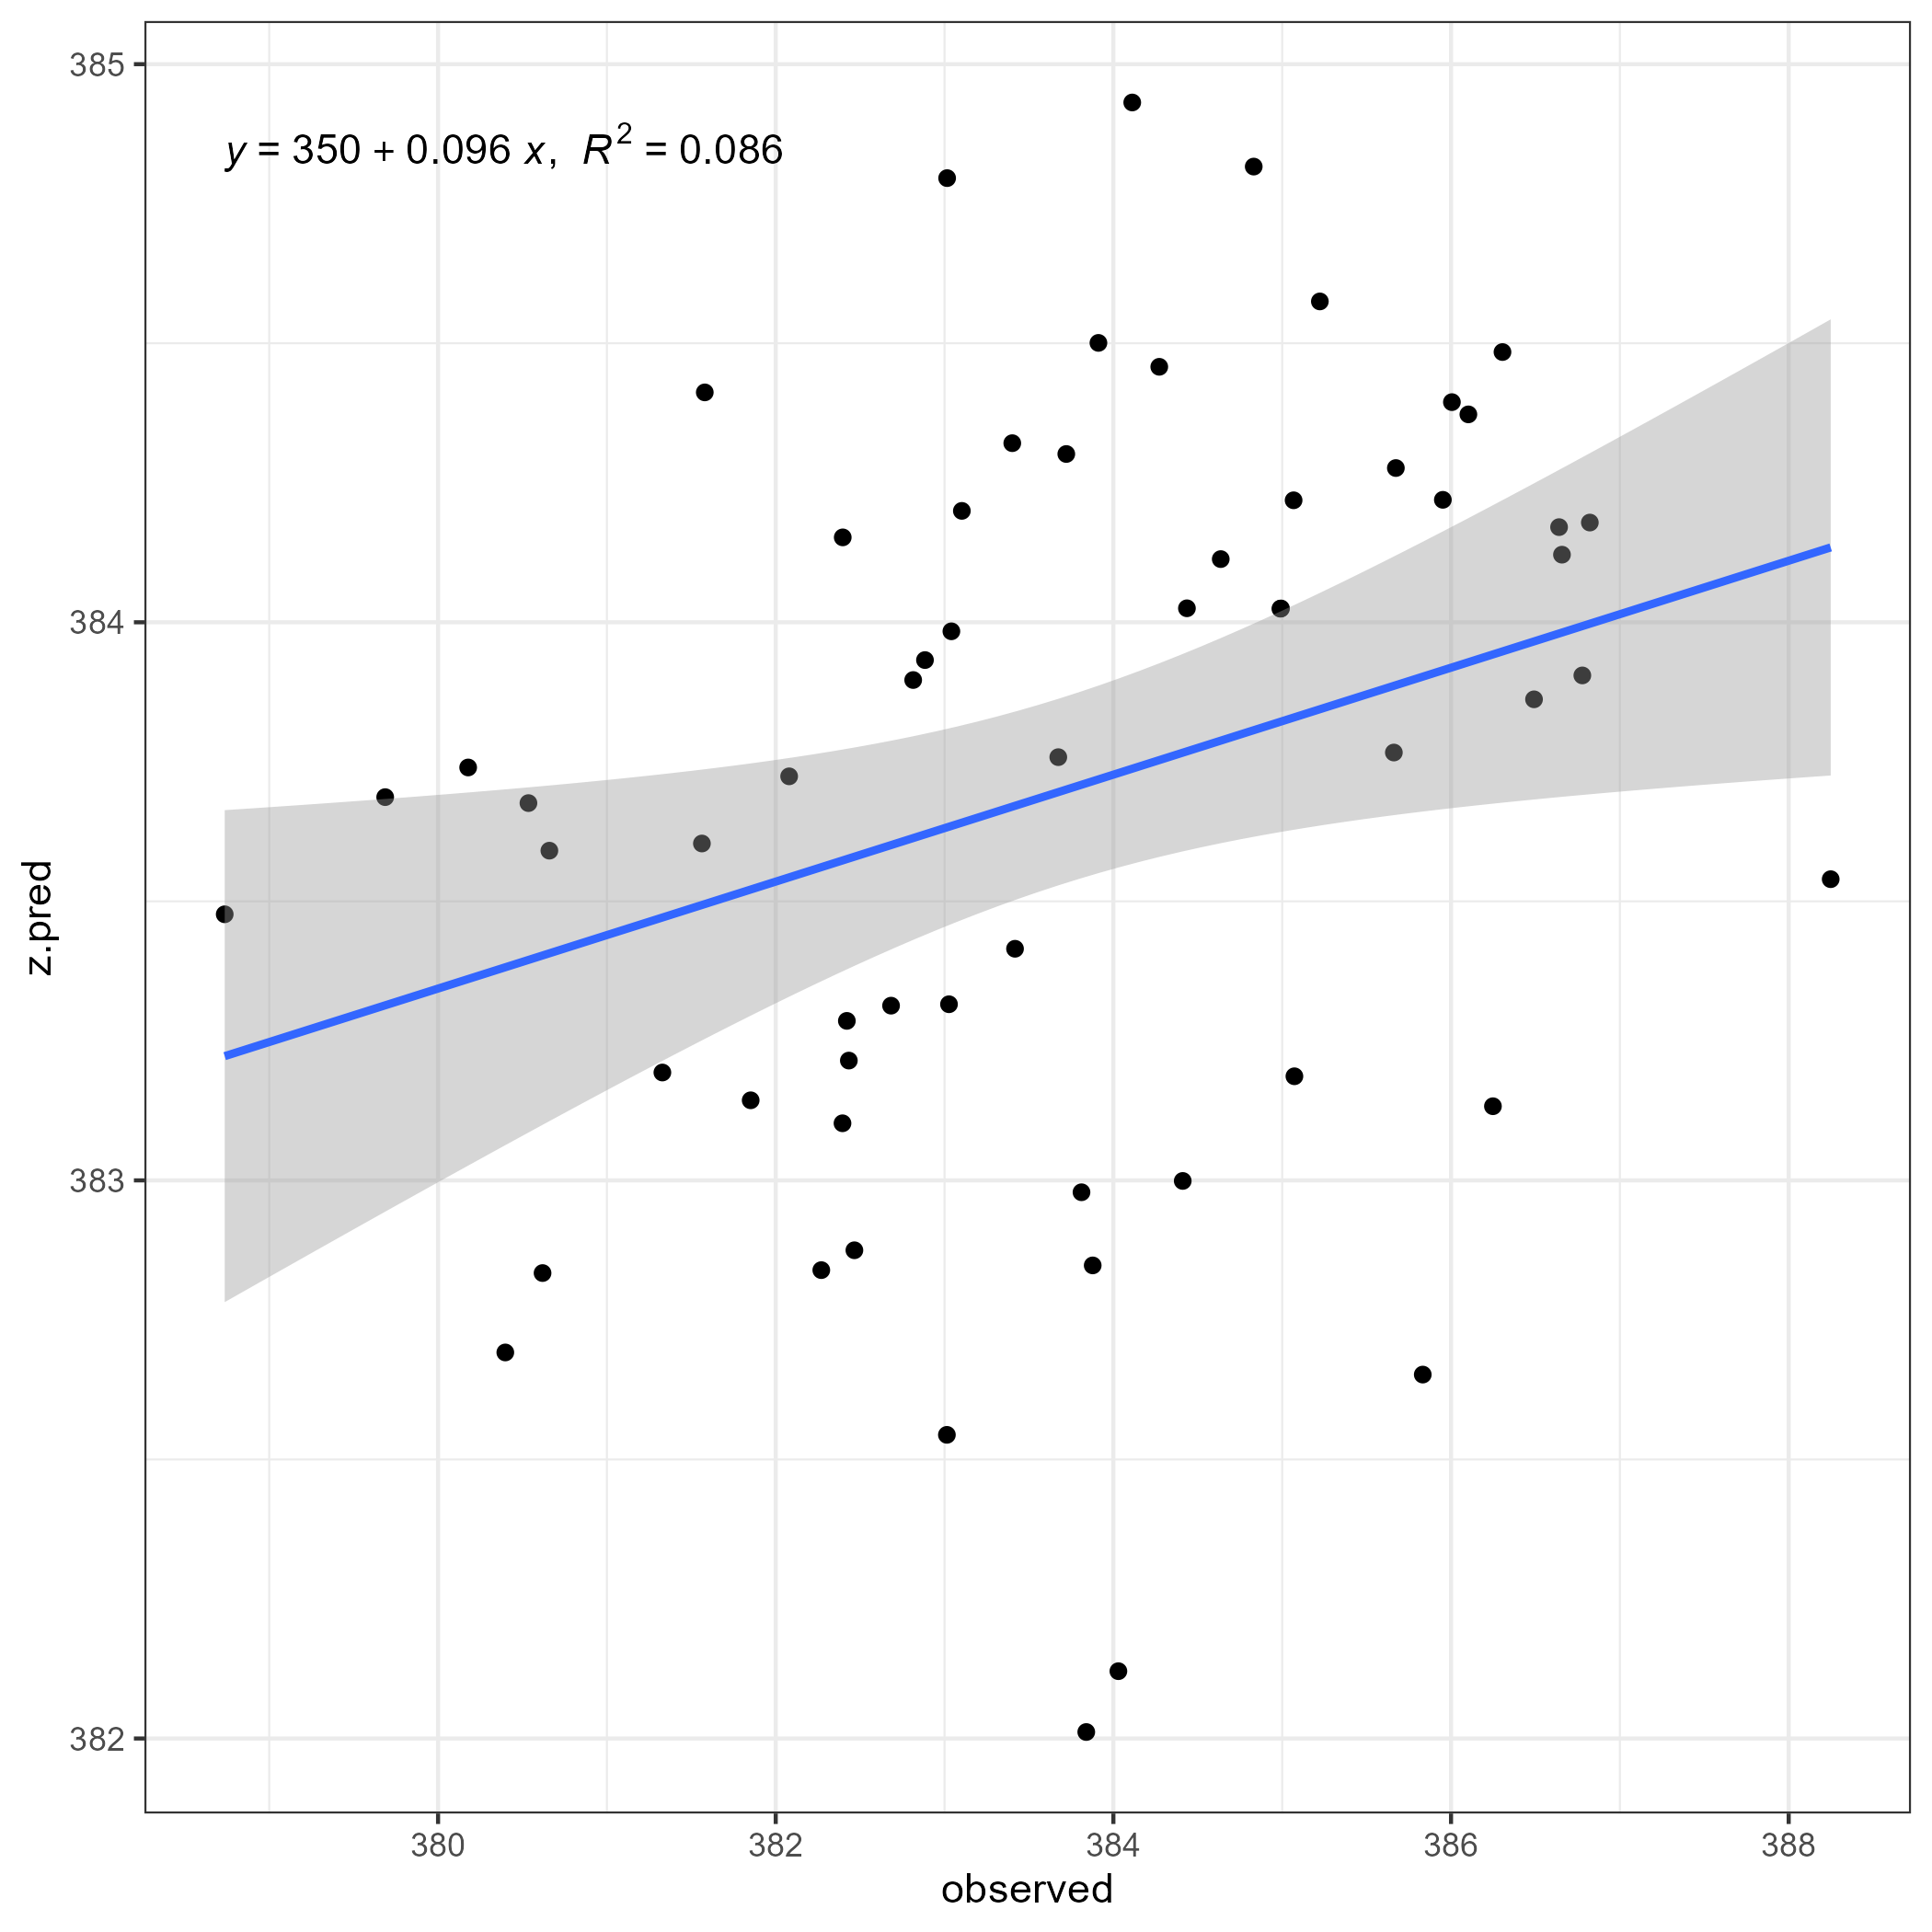 y = 350 + 0.096 x, R² = 0.086
385
384
383
382
z.pred
380 382 384 386 388
observed